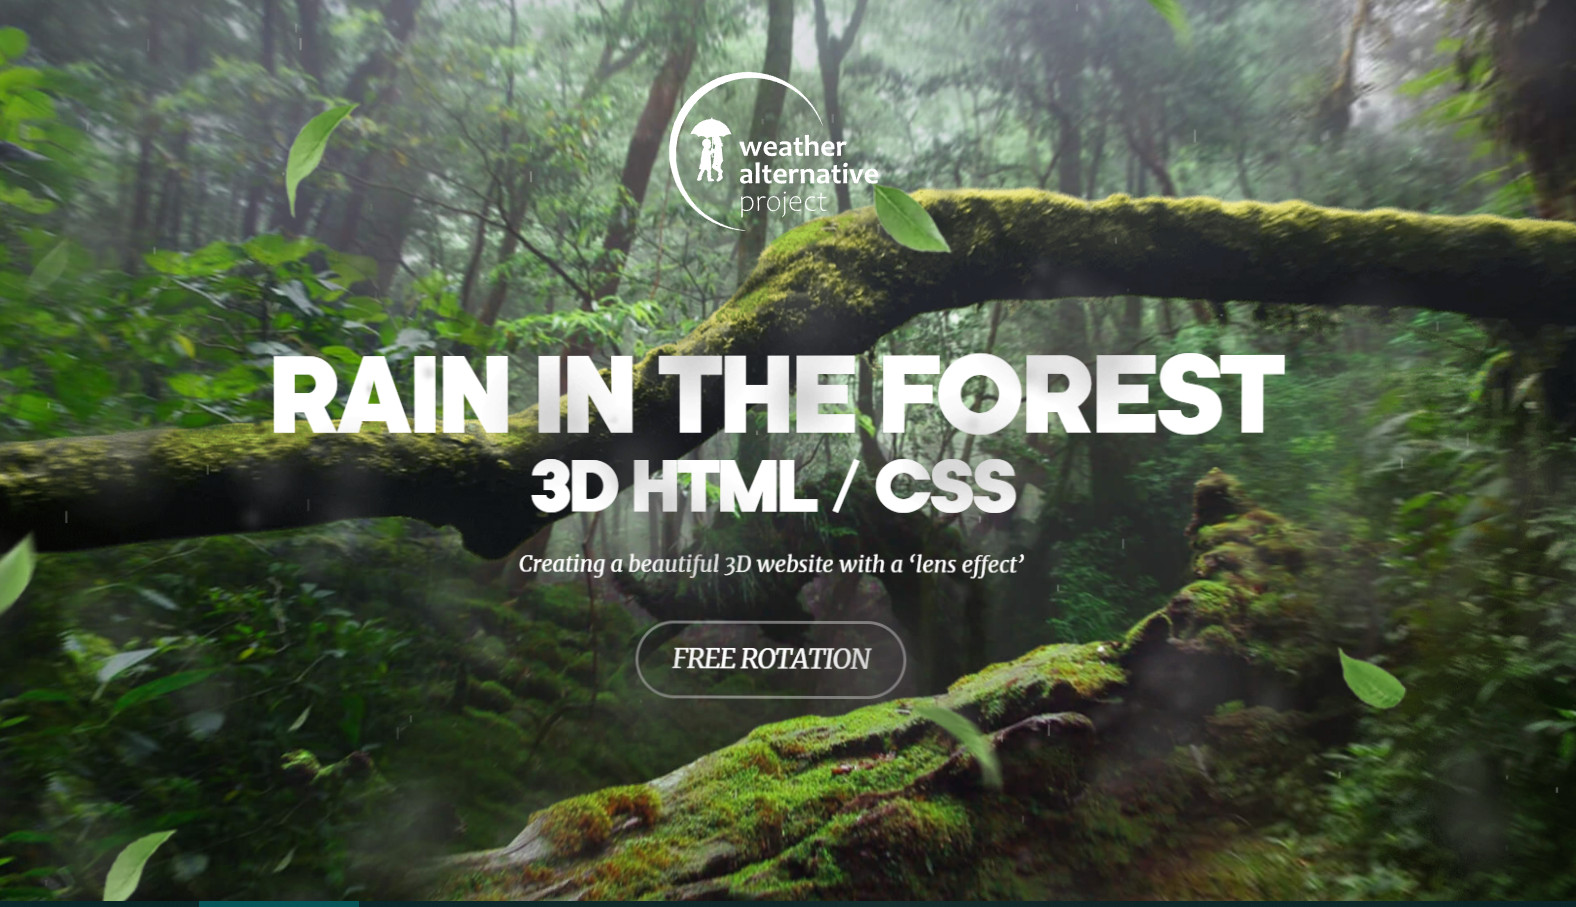 weather
alternative
project
RAIN IN THE FOREST
3D HTML / CSS
Creating a beautiful 3D website with a ‘lens effect’
FREE ROTATION